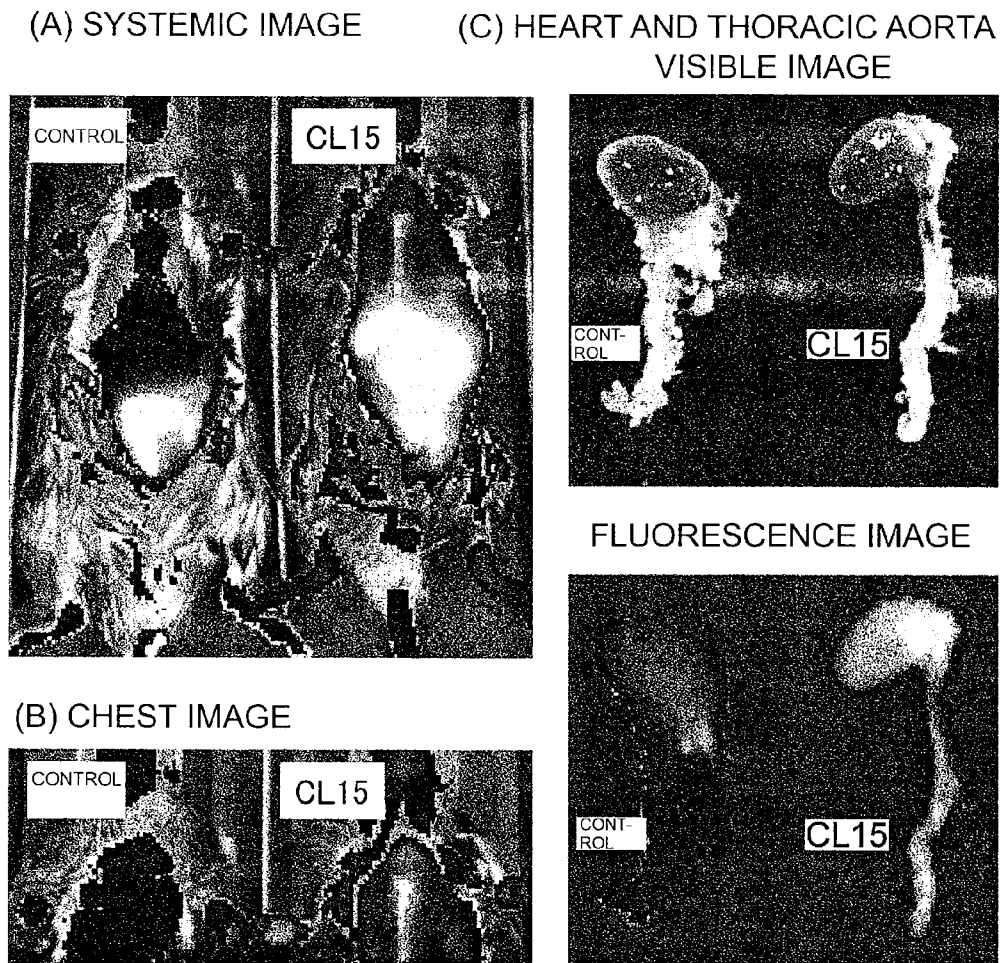 (A) SYSTEMIC IMAGE
CONTROL
CL15
(B) CHEST IMAGE
CONTROL
CL15
(C) HEART AND THORACIC AORTA
VISIBLE IMAGE
CONT-
ROL
CL15
FLUORESCENCE IMAGE
CONT-
ROL
CL15